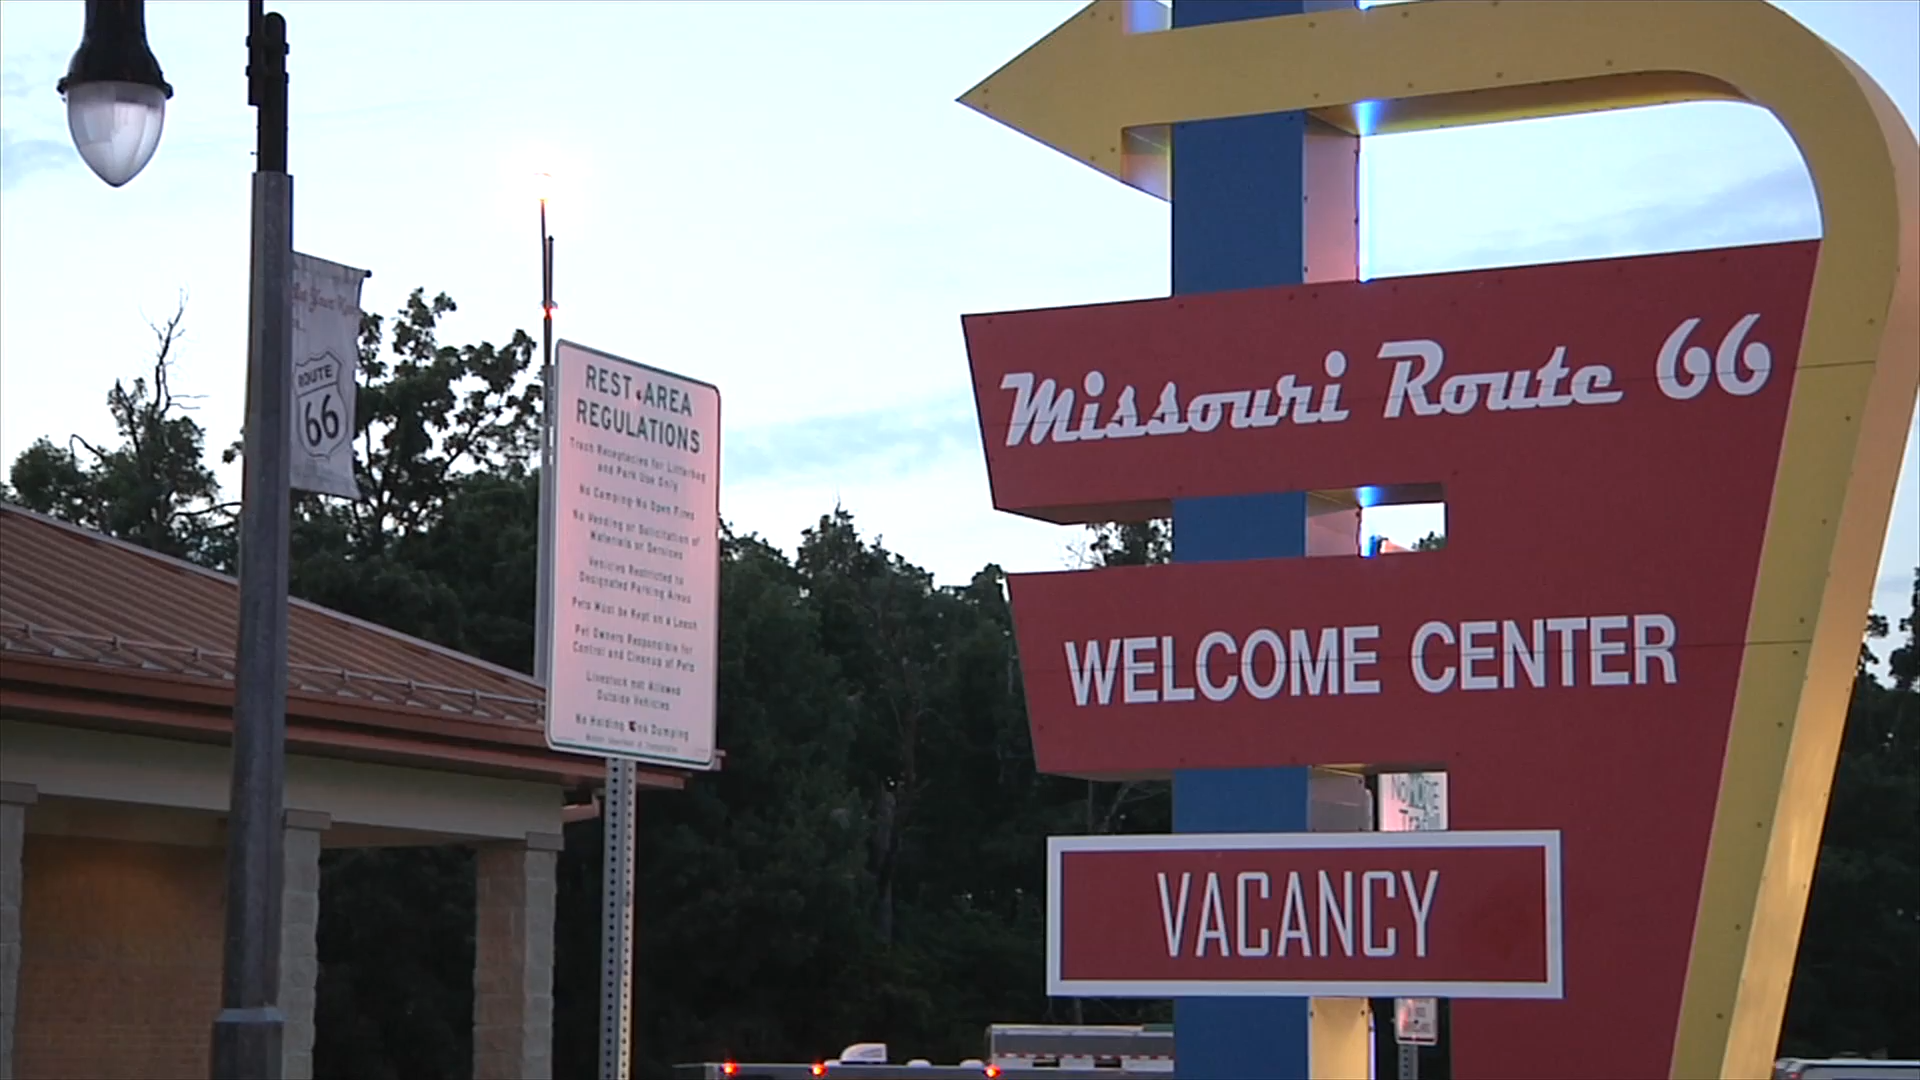 ROUTE
66
REST AREA
REGULATIONS
Trash Receptacles for Litterbag
and Park Use Only
No Camping-No Open Fires
No Vending or Solicitation of
Materials or Services
Vehicles Restricted to
Designated Parking Areas
Pets Must be Kept on a Leash
Pet Owners Responsible for
Control and Cleanup of Pets
Livestock not Allowed
Outside Vehicles
No Holding Dumping
Missouri Route 66
WELCOME CENTER
VACANCY